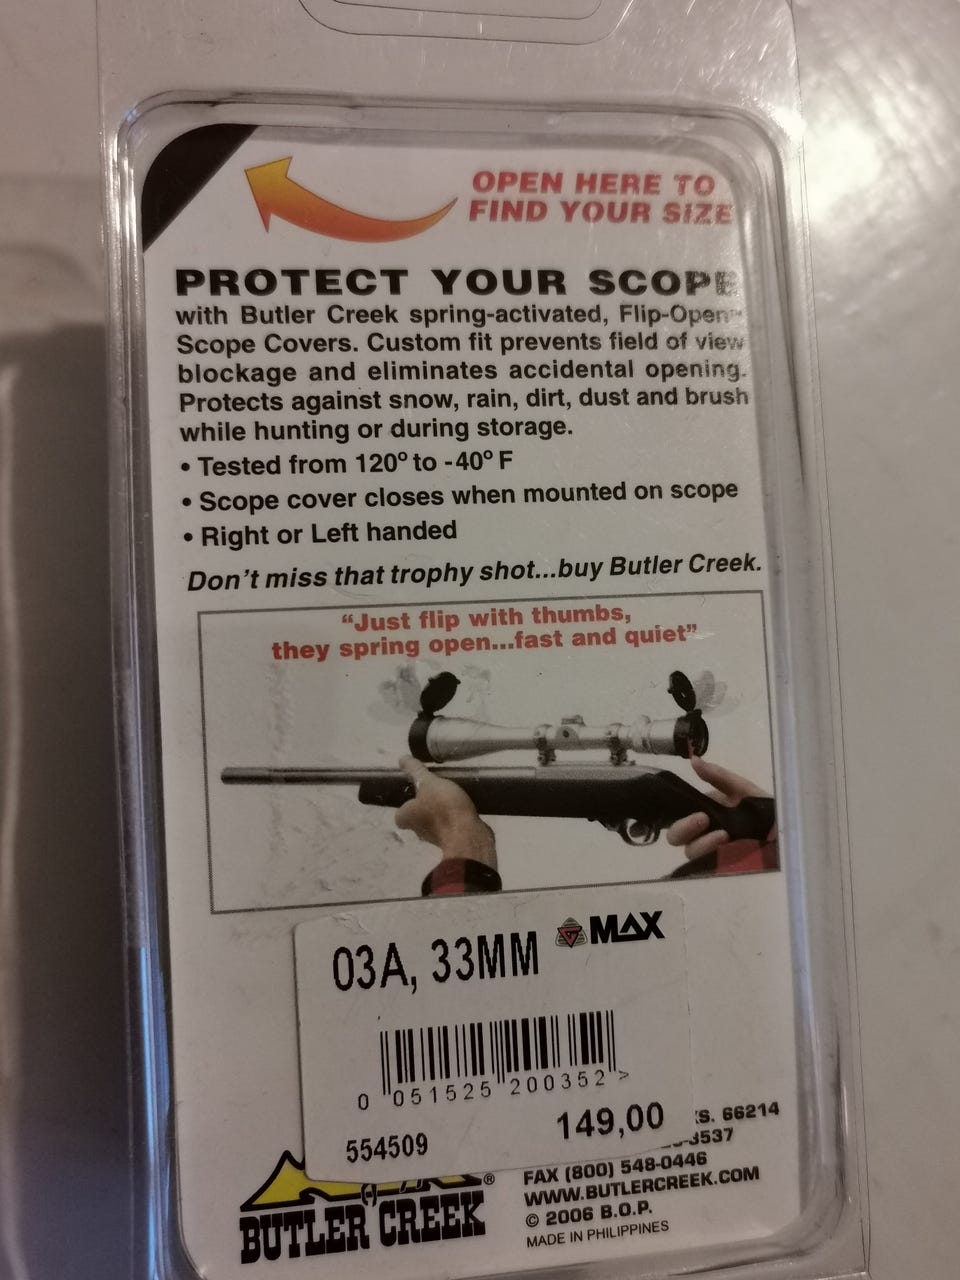 OPEN HERE TO
FIND YOUR SIZE
PROTECT YOUR SCOPE
with Butler Creek spring-activated, Flip-Open™
Scope Covers. Custom fit prevents field of view
blockage and eliminates accidental opening.
Protects against snow, rain, dirt, dust and brush
while hunting or during storage.
• Tested from 120° to -40° F
• Scope cover closes when mounted on scope
• Right or Left handed
Don't miss that trophy shot...buy Butler Creek.
"Just flip with thumbs,
they spring open...fast and quiet"
03A, 33MM
MAX
0 051525 200352 >
554509
149,00
KS. 66214
-3537
FAX (800) 548-0446
WWW.BUTLERCREEK.COM
© 2006 B.O.P.
MADE IN PHILIPPINES
BUTLER CREEK®